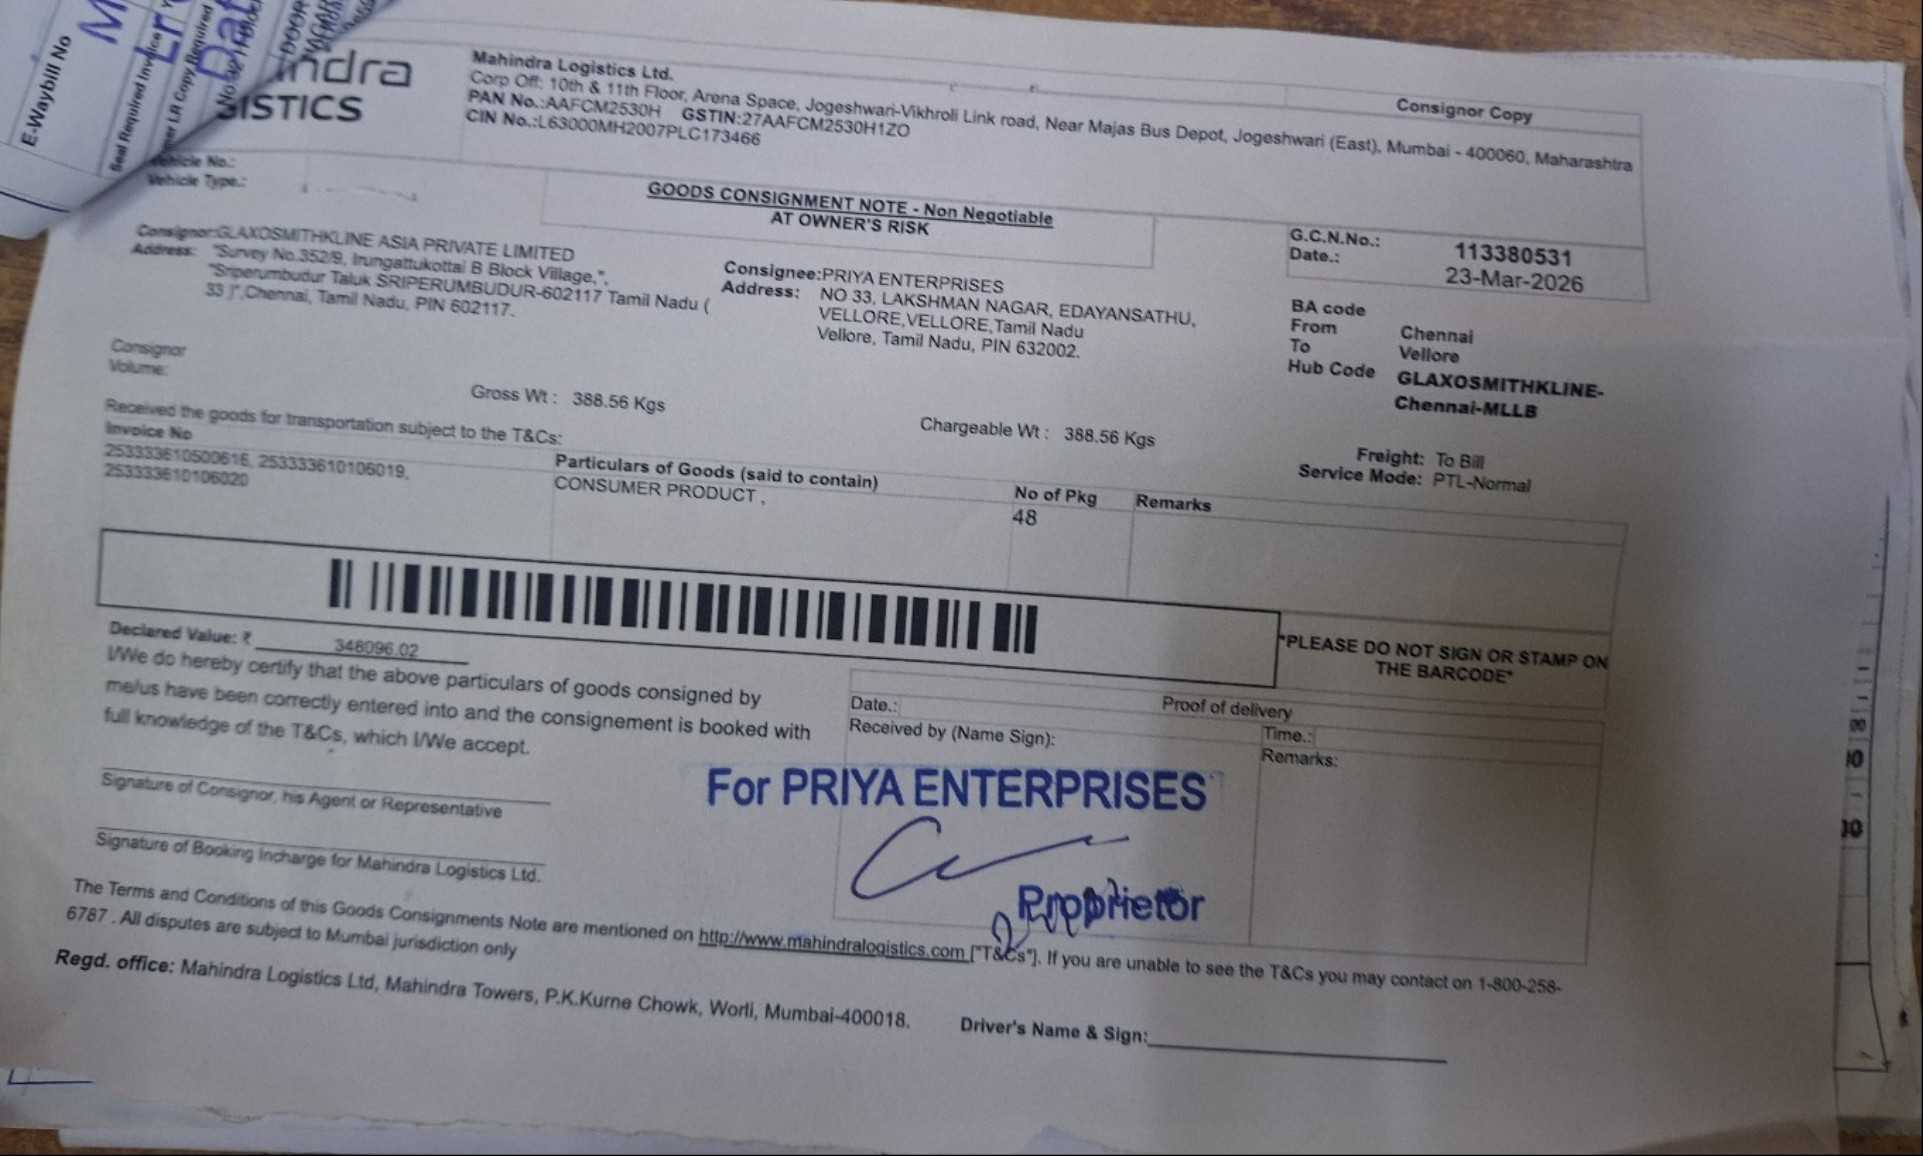 E-Waybill No
Seal Required Invoice
LR Copy Required
ndra
GISTICS
Mahindra Logistics Ltd.
Corp Off: 10th & 11th Floor, Arena Space, Jogeshwari-Vikhroli Link road, Near Majas Bus Depot, Jogeshwari (East), Mumbai - 400060, Maharashtra
PAN No.:AAFCM2530H GSTIN:27AAFCM2530H1ZO
CIN No.:L63000MH2007PLC173466
Consignor Copy
Vehicle No.:
Vehicle Type.:
GOODS CONSIGNMENT NOTE - Non Negotiable
AT OWNER'S RISK
G.C.N.No.: 113380531
Date.: 23-Mar-2026
Consignor:GLAXOSMITHKLINE ASIA PRIVATE LIMITED
Address: "Survey No.352/9, Irungattukottai B Block Village,",
"Sriperumbudur Taluk SRIPERUMBUDUR-602117 Tamil Nadu (
33 )",Chennai, Tamil Nadu, PIN 602117.
Consignee:PRIYA ENTERPRISES
Address: NO 33, LAKSHMAN NAGAR, EDAYANSATHU,
VELLORE,VELLORE,Tamil Nadu
Vellore, Tamil Nadu, PIN 632002.
BA code
From Chennai
To Vellore
Hub Code GLAXOSMITHKLINE-
Chennai-MLLB
Consignor
Volume:
Gross Wt : 388.56 Kgs
Chargeable Wt : 388.56 Kgs
Freight: To Bill
Service Mode: PTL-Normal
Received the goods for transportation subject to the T&Cs:
Invoice No
253333610500616, 253333610106019,
253333610106020
Particulars of Goods (said to contain)
CONSUMER PRODUCT ,
No of Pkg
48
Remarks
*PLEASE DO NOT SIGN OR STAMP ON
THE BARCODE*
Declared Value: ₹ 348096.02
I/We do hereby certify that the above particulars of goods consigned by
me/us have been correctly entered into and the consignement is booked with
full knowledge of the T&Cs, which I/We accept.
Proof of delivery
Date.:
Time.:
Received by (Name Sign):
Remarks:
For PRIYA ENTERPRISES
Proprietor
Signature of Consignor, his Agent or Representative
Signature of Booking Incharge for Mahindra Logistics Ltd.
The Terms and Conditions of this Goods Consignments Note are mentioned on http://www.mahindralogistics.com ["T&Cs"]. If you are unable to see the T&Cs you may contact on 1-800-258-
6787 . All disputes are subject to Mumbai jurisdiction only
Regd. office: Mahindra Logistics Ltd, Mahindra Towers, P.K.Kurne Chowk, Worli, Mumbai-400018.
Driver's Name & Sign: